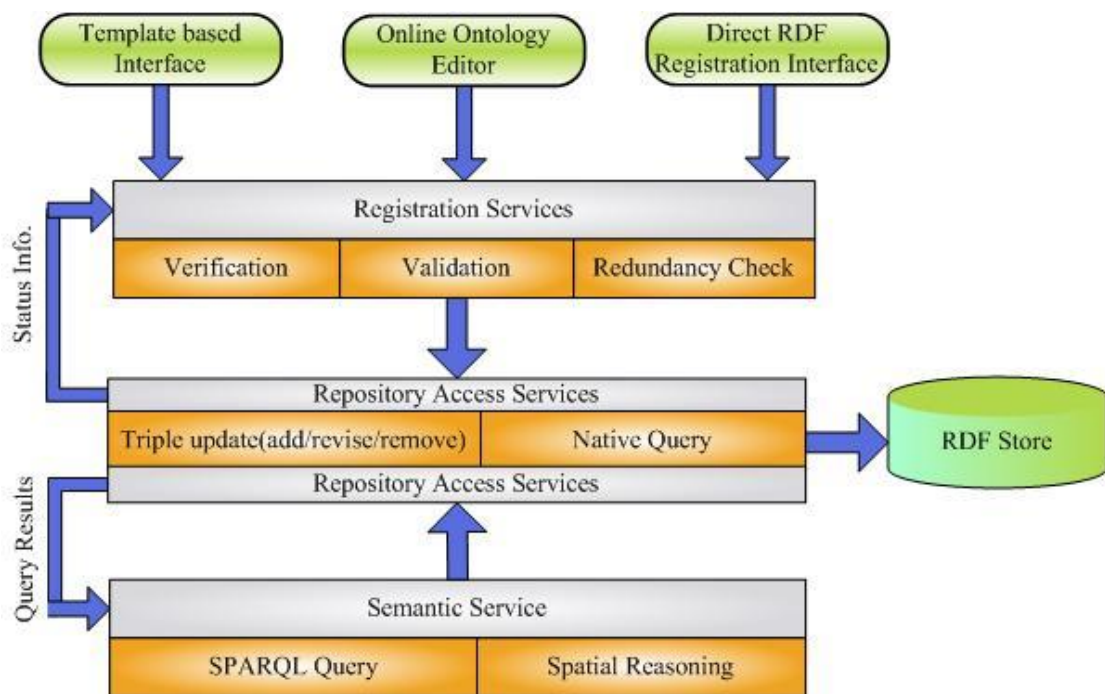 Template based
Interface
Online Ontology
Editor
Direct RDF
Registration Interface
Registration Services
Verification
Validation
Redundancy Check
Status Info.
Repository Access Services
Triple update(add/revise/remove)
Native Query
RDF Store
Repository Access Services
Query Results
Semantic Service
SPARQL Query
Spatial Reasoning